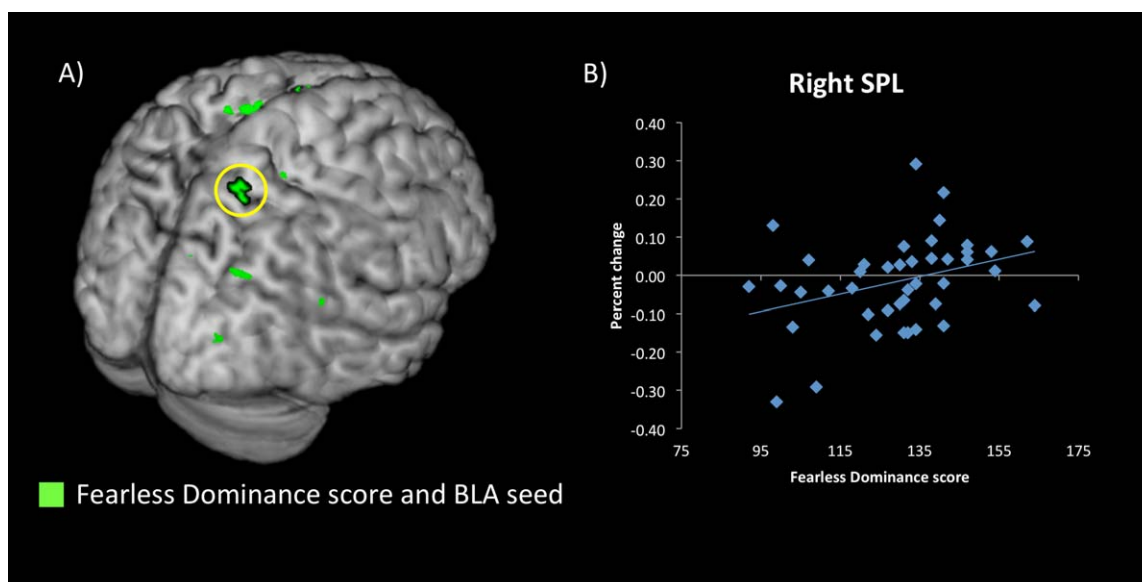 A)
Fearless Dominance score and BLA seed
B)
Right SPL
Percent change
0.40
0.30
0.20
0.10
0.00
-0.10
-0.20
-0.30
-0.40
75
95
115
135
155
175
Fearless Dominance score